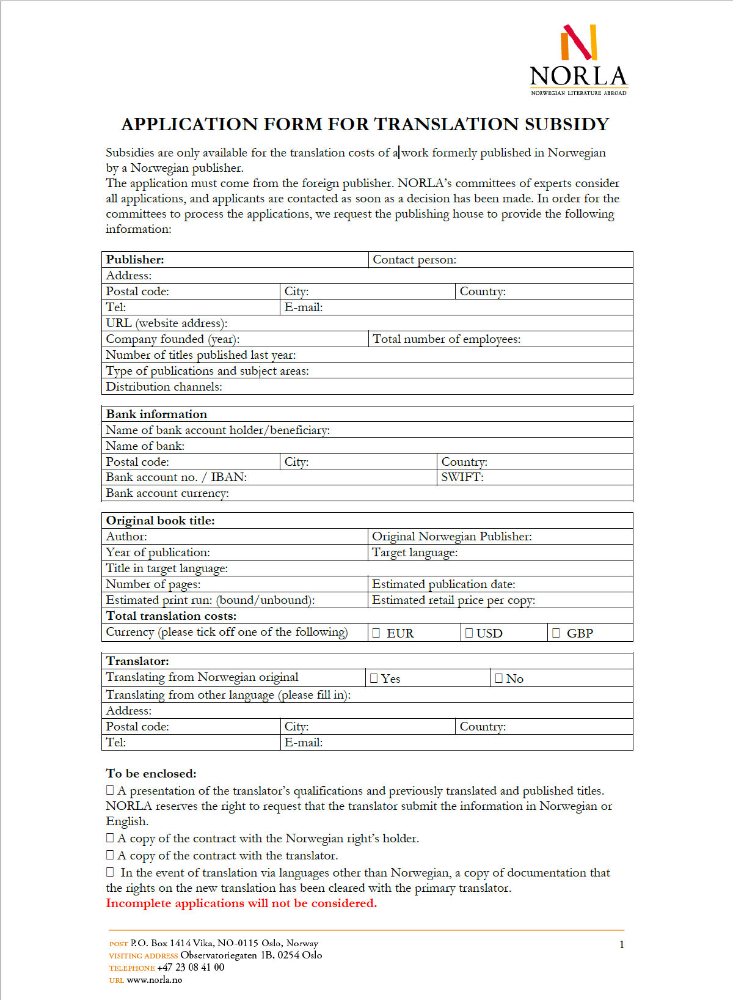 NORLA
NORWEGIAN LITERATURE ABROAD
APPLICATION FORM FOR TRANSLATION SUBSIDY
Subsidies are only available for the translation costs of a work formerly published in Norwegian
by a Norwegian publisher.
The application must come from the foreign publisher. NORLA's committees of experts consider
all applications, and applicants are contacted as soon as a decision has been made. In order for the
committees to process the applications, we request the publishing house to provide the following
information:
Publisher: Contact person:
Address:
Postal code: City: Country:
Tel: E-mail:
URL (website address):
Company founded (year): Total number of employees:
Number of titles published last year:
Type of publications and subject areas:
Distribution channels:
Bank information
Name of bank account holder/beneficiary:
Name of bank:
Postal code: City: Country:
Bank account no. / IBAN: SWIFT:
Bank account currency:
Original book title:
Author: Original Norwegian Publisher:
Year of publication: Target language:
Title in target language:
Number of pages: Estimated publication date:
Estimated print run: (bound/unbound): Estimated retail price per copy:
Total translation costs:
Currency (please tick off one of the following) ☐ EUR ☐ USD ☐ GBP
Translator:
Translating from Norwegian original ☐ Yes ☐ No
Translating from other language (please fill in):
Address:
Postal code: City: Country:
Tel: E-mail:
To be enclosed:
☐ A presentation of the translator's qualifications and previously translated and published titles.
NORLA reserves the right to request that the translator submit the information in Norwegian or
English.
☐ A copy of the contract with the Norwegian right's holder.
☐ A copy of the contract with the translator.
☐ In the event of translation via languages other than Norwegian, a copy of documentation that
the rights on the new translation has been cleared with the primary translator.
Incomplete applications will not be considered.
POST P.O. Box 1414 Vika, NO-0115 Oslo, Norway 1
VISITING ADDRESS Observatoriegaten 1B, 0254 Oslo
TELEPHONE +47 23 08 41 00
URL www.norla.no